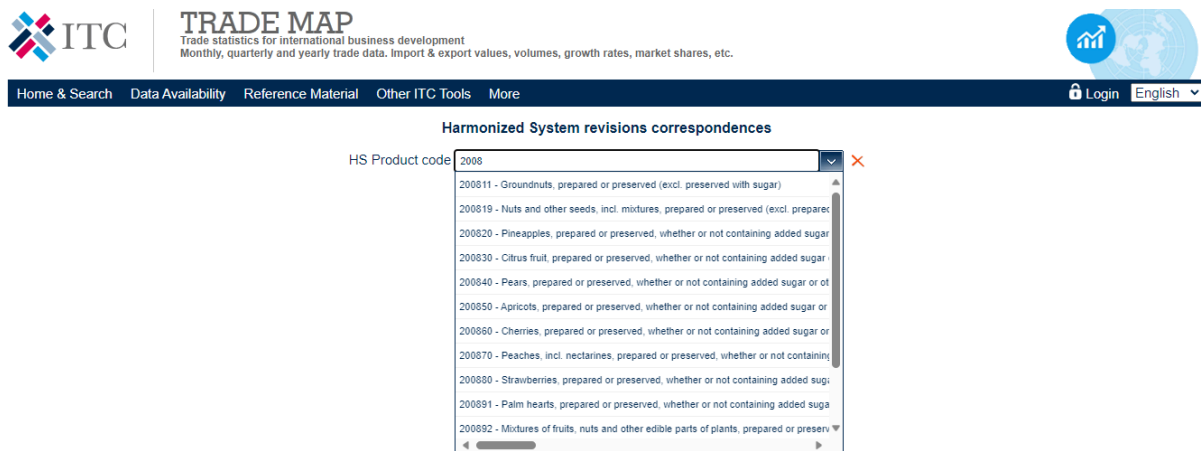 ITC
TRADE MAP
Trade statistics for international business development
Monthly, quarterly and yearly trade data. Import & export values, volumes, growth rates, market shares, etc.
Home & Search Data Availability Reference Material Other ITC Tools More Login English
Harmonized System revisions correspondences
HS Product code 2008
200811 - Groundnuts, prepared or preserved (excl. preserved with sugar)
200819 - Nuts and other seeds, incl. mixtures, prepared or preserved (excl. prepared
200820 - Pineapples, prepared or preserved, whether or not containing added sugar
200830 - Citrus fruit, prepared or preserved, whether or not containing added sugar
200840 - Pears, prepared or preserved, whether or not containing added sugar or ot
200850 - Apricots, prepared or preserved, whether or not containing added sugar or
200860 - Cherries, prepared or preserved, whether or not containing added sugar or
200870 - Peaches, incl. nectarines, prepared or preserved, whether or not containing
200880 - Strawberries, prepared or preserved, whether or not containing added suga
200891 - Palm hearts, prepared or preserved, whether or not containing added suga
200892 - Mixtures of fruits, nuts and other edible parts of plants, prepared or preserv